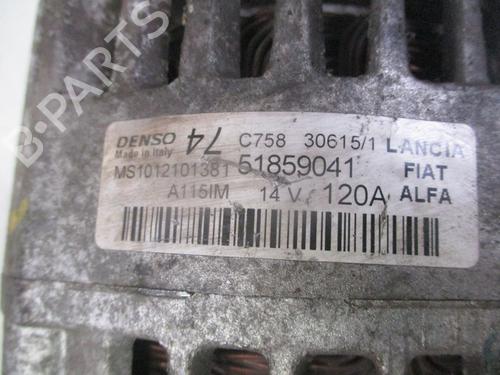 DENSO 74 C758 30615/1 LANCIA
Made in Italy
MS1012101381 51859041 FIAT
A115IM 14 V 120A ALFA
B-PARTS